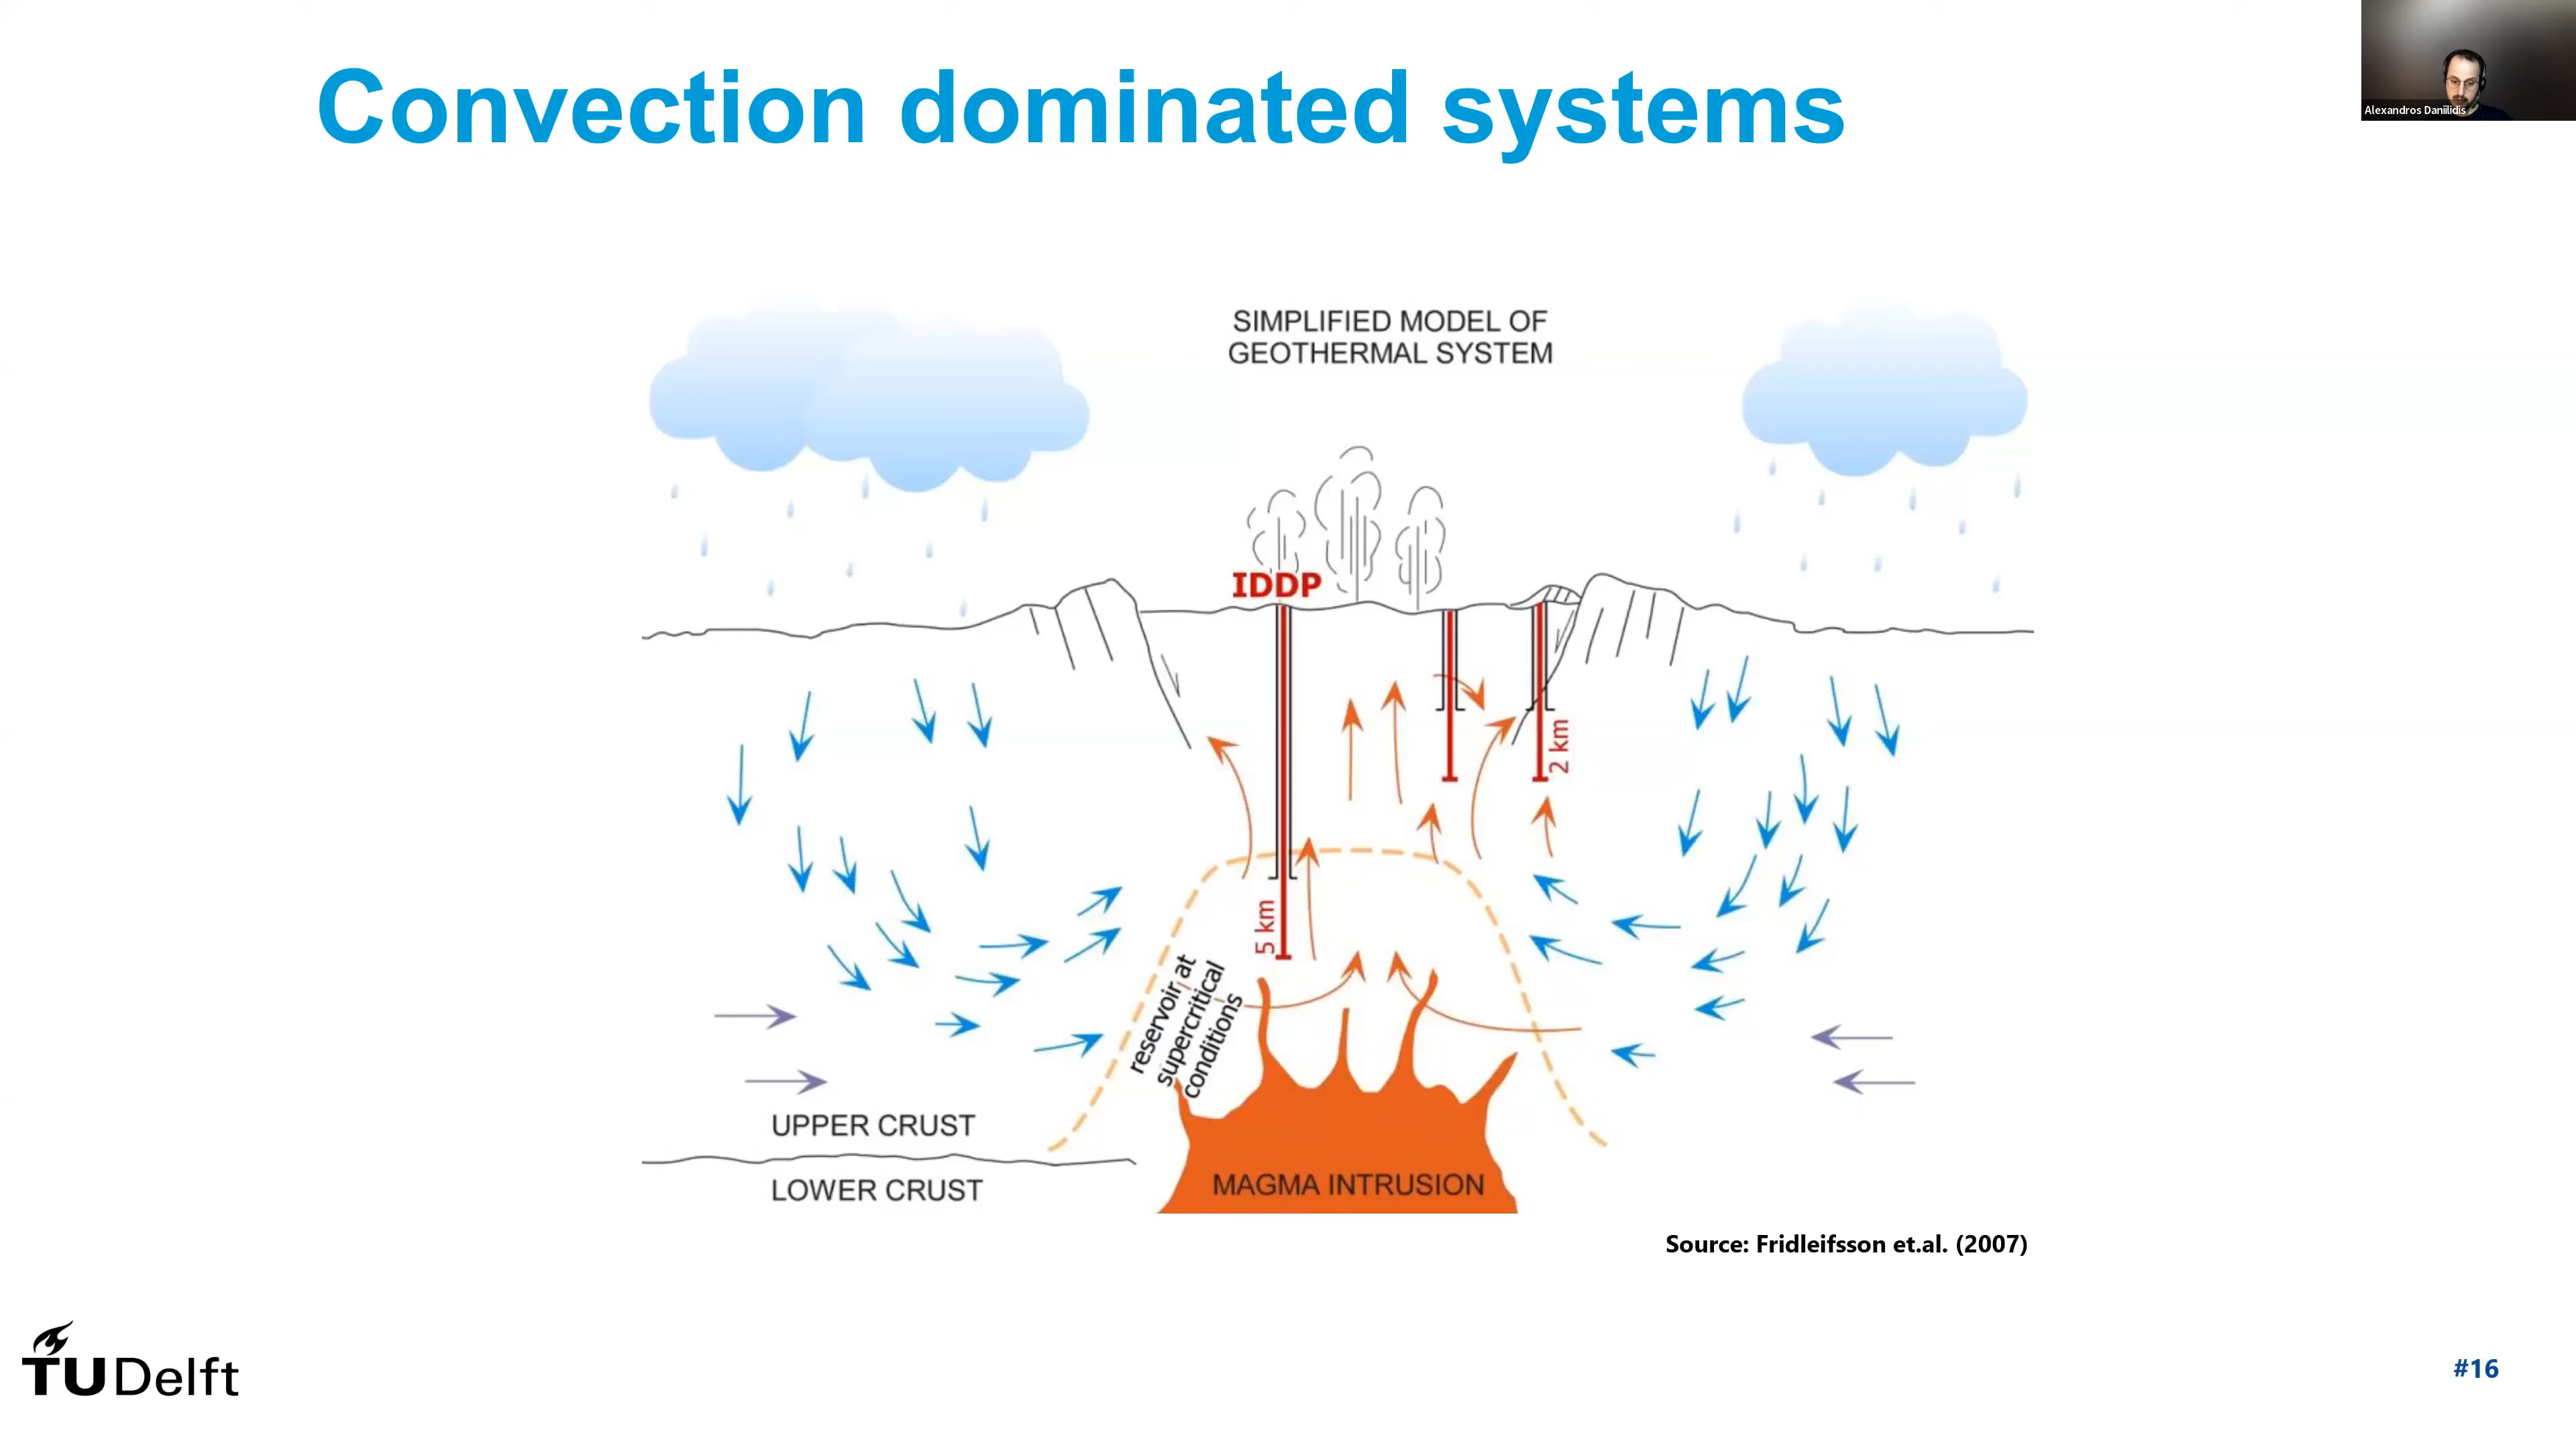 Convection dominated systems
Alexandros Daniilidis
SIMPLIFIED MODEL OF
GEOTHERMAL SYSTEM
IDDP
2 km
5 km
reservoir at
supercritical
conditions
UPPER CRUST
LOWER CRUST
MAGMA INTRUSION
Source: Fridleifsson et.al. (2007)
TUDelft
#16